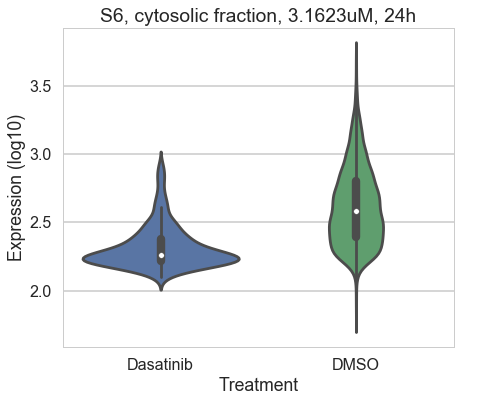 S6, cytosolic fraction, 3.1623uM, 24h
3.5
3.0
2.5
2.0
Expression (log10)
Dasatinib DMSO
Treatment